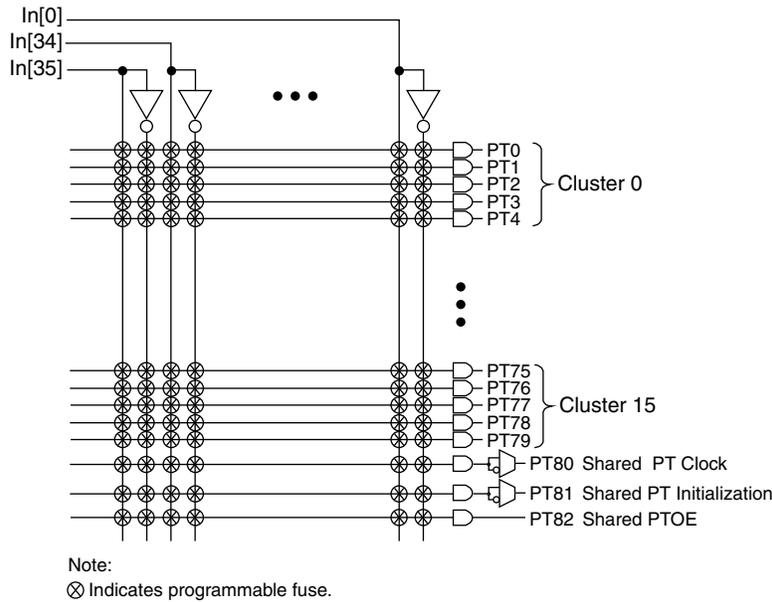 In[0]
In[34]
In[35]
PT0
PT1
PT2
PT3
PT4
Cluster 0
PT75
PT76
PT77
PT78
PT79
Cluster 15
PT80 Shared PT Clock
PT81 Shared PT Initialization
PT82 Shared PTOE
Note:
Indicates programmable fuse.